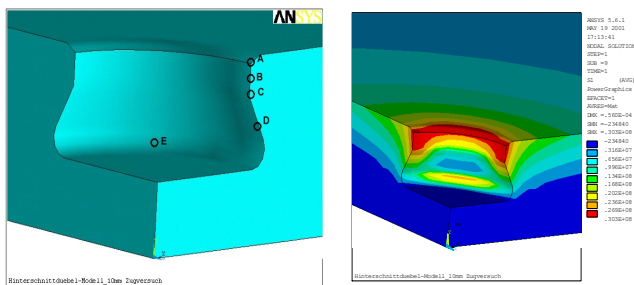 ANSYS
A
B
C
D
E
Hinterschnittduebel-Modell_10mm Zugversuch
ANSYS 5.6.1
MAY 19 2001
17:13:41
NODAL SOLUTION
STEP=1
SUB =9
TIME=1
S1 (AVG)
PowerGraphics
EFACET=1
AVRES=Mat
DMX =.560E-04
SMN =-234840
SMX =.303E+08
-234840
.316E+07
.656E+07
.996E+07
.134E+08
.168E+08
.202E+08
.236E+08
.269E+08
.303E+08
Hinterschnittduebel-Modell_10mm Zugversuch